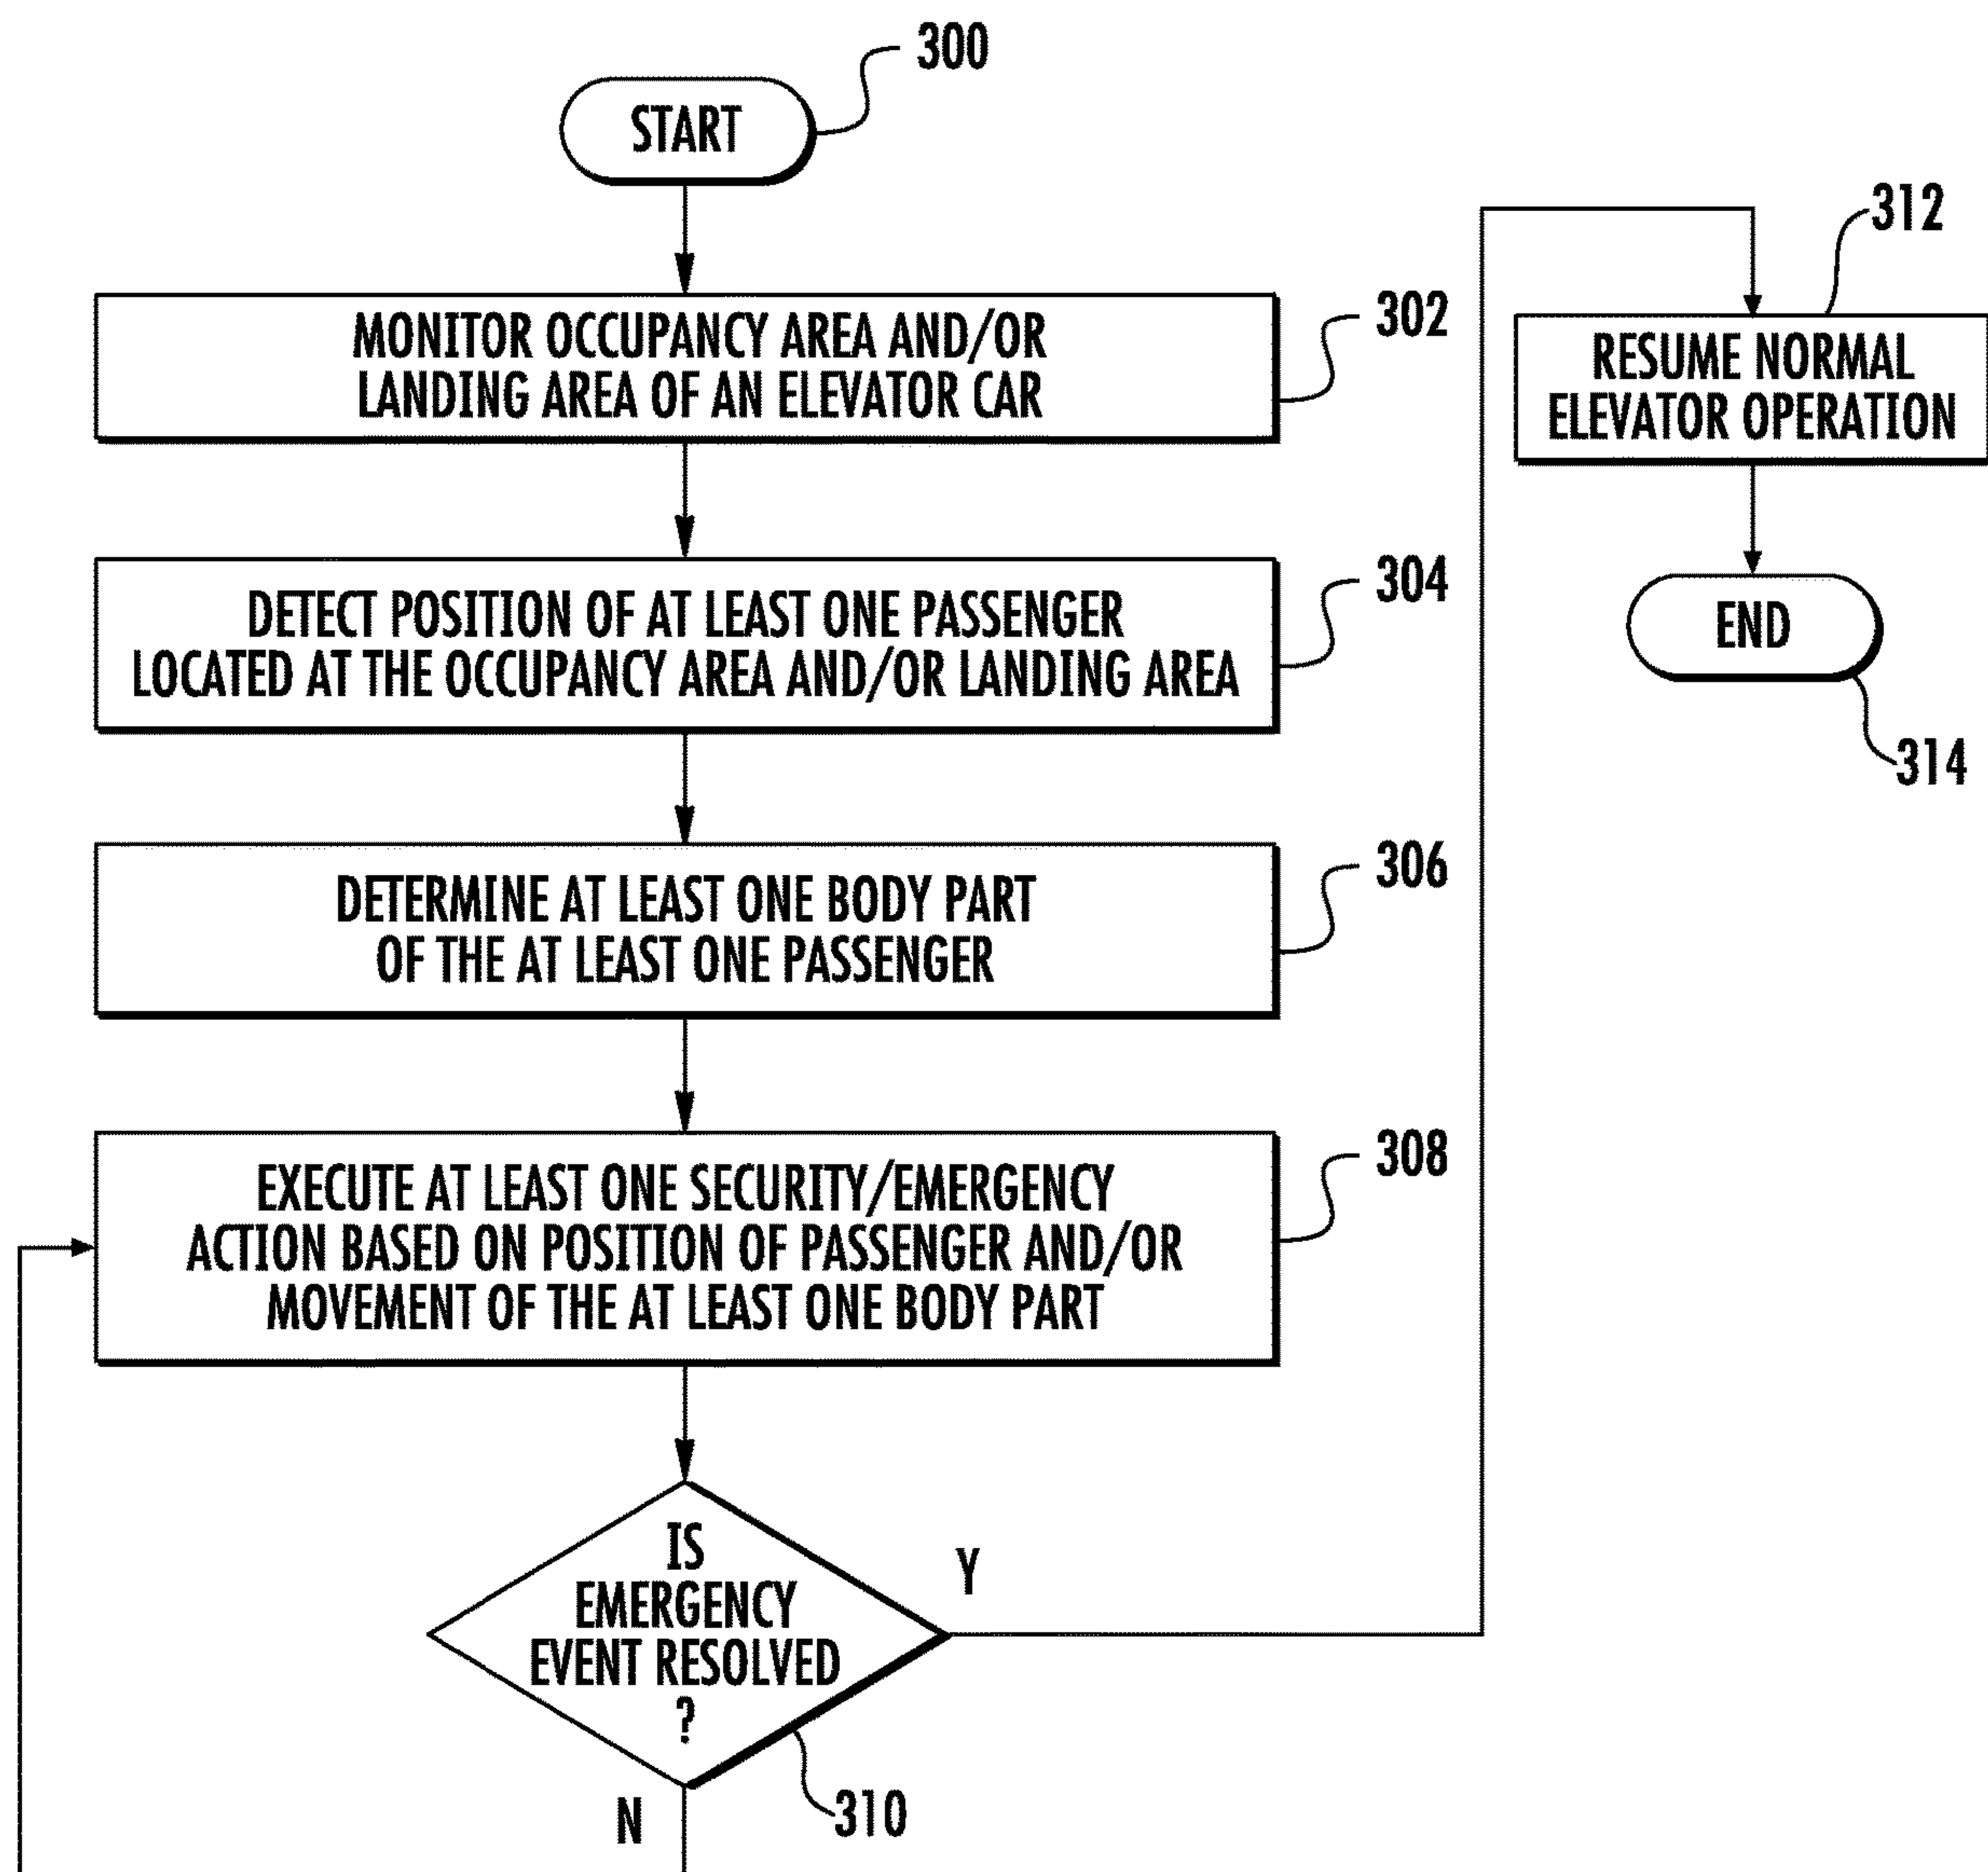 300
START
302
MONITOR OCCUPANCY AREA AND/OR
LANDING AREA OF AN ELEVATOR CAR
304
DETECT POSITION OF AT LEAST ONE PASSENGER
LOCATED AT THE OCCUPANCY AREA AND/OR LANDING AREA
306
DETERMINE AT LEAST ONE BODY PART
OF THE AT LEAST ONE PASSENGER
308
EXECUTE AT LEAST ONE SECURITY/EMERGENCY
ACTION BASED ON POSITION OF PASSENGER AND/OR
MOVEMENT OF THE AT LEAST ONE BODY PART
IS
EMERGENCY
EVENT RESOLVED
?
Y
N
310
312
RESUME NORMAL
ELEVATOR OPERATION
END
314